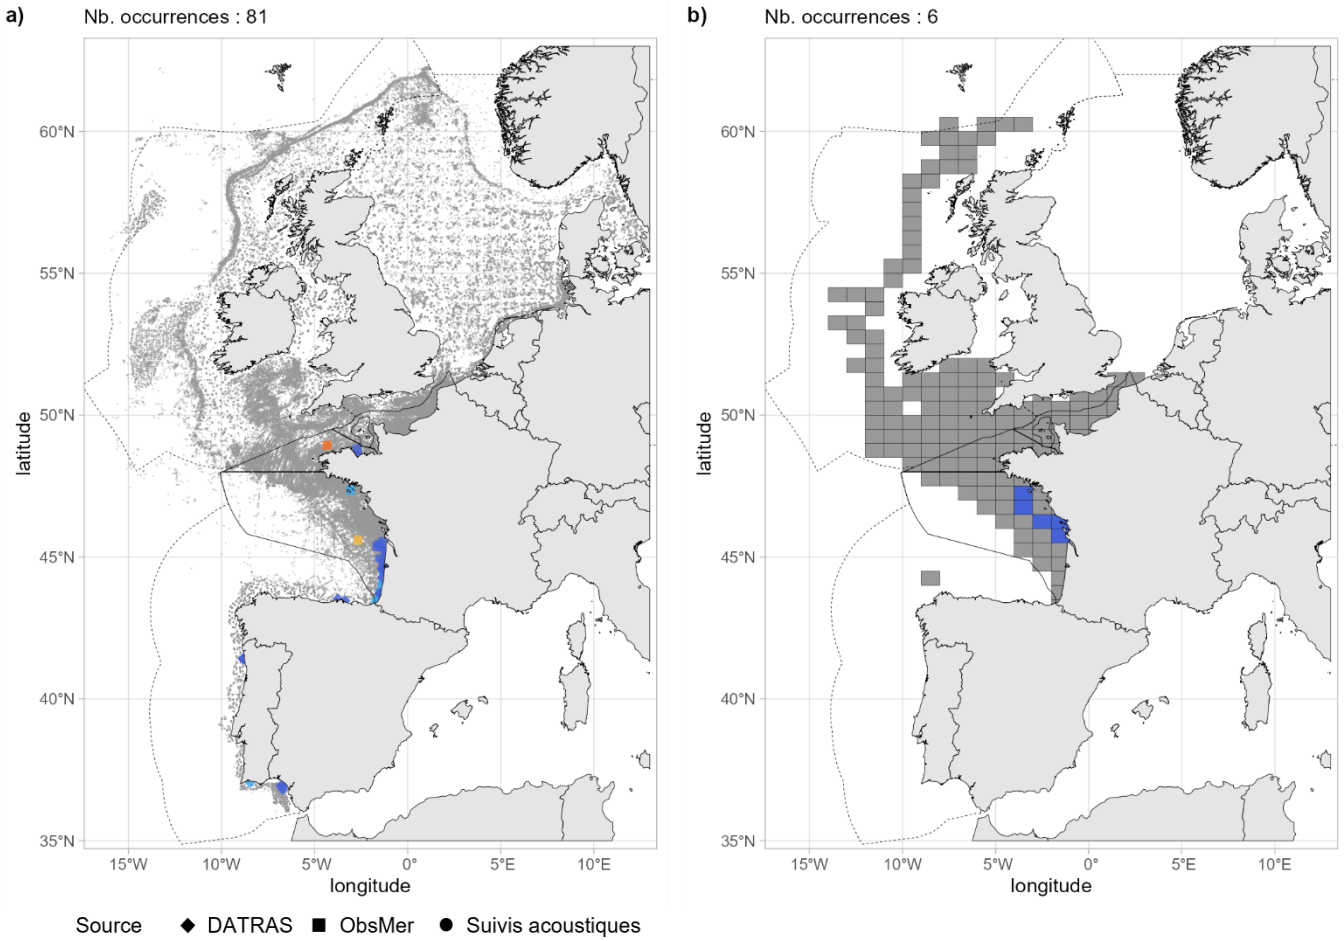 a)
Nb. occurrences : 81
60°N
55°N
50°N
45°N
40°N
35°N
latitude
15°W
10°W
5°W
0°
5°E
10°E
longitude
b)
Nb. occurrences : 6
60°N
55°N
50°N
45°N
40°N
35°N
latitude
15°W
10°W
5°W
0°
5°E
10°E
longitude
Source DATRAS ObsMer Suivis acoustiques